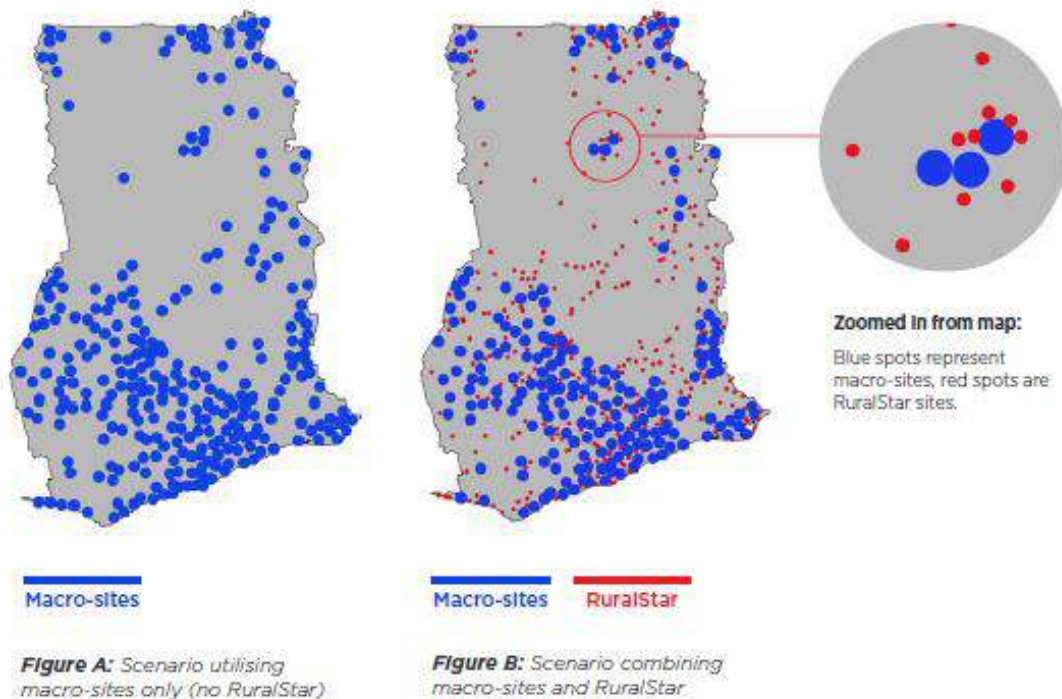 Zoomed in from map:
Blue spots represent
macro-sites, red spots are
RuralStar sites.
Macro-sites
Macro-sites
RuralStar
Figure A: Scenario utilising
macro-sites only (no RuralStar)
Figure B: Scenario combining
macro-sites and RuralStar